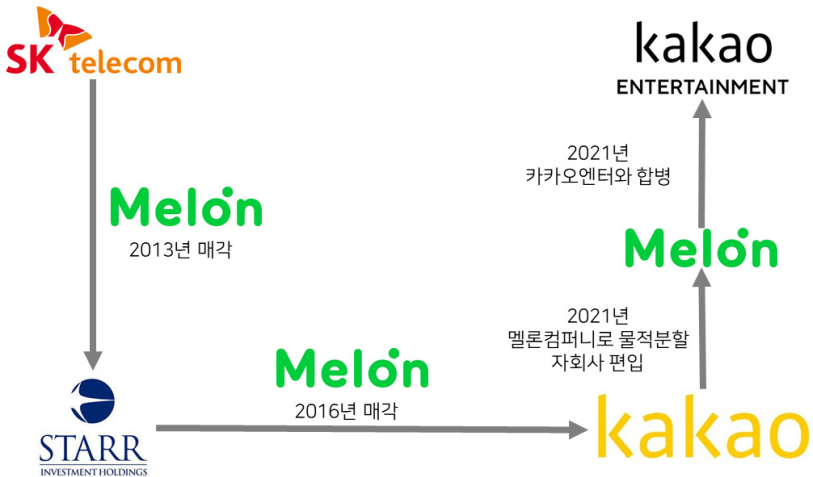 SK telecom
kakao
ENTERTAINMENT
2021년
카카오엔터와 합병
Melon
2013년 매각
Melon
2021년
멜론컴퍼니로 물적분할
자회사 편입
Melon
2016년 매각
STARR
INVESTMENT HOLDINGS
kakao